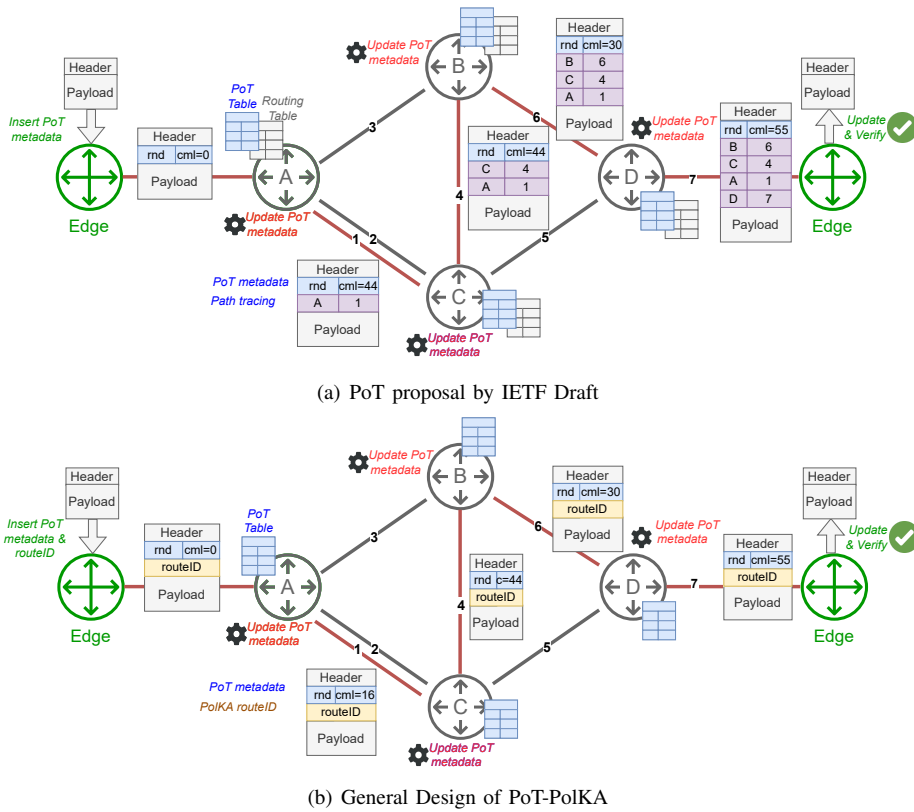 Header
Payload
Insert PoT
metadata
Edge
Header
rnd cml=0
Payload
PoT
Table
Routing
Table
A
Update PoT
metadata
3
1
2
PoT metadata
Path tracing
Header
rnd cml=44
A 1
Payload
Update PoT
metadata
B
4
C
Update PoT
metadata
Header
rnd cml=44
C 4
A 1
Payload
5
6
Header
rnd cml=30
B 6
C 4
A 1
Payload
Update PoT
metadata
D
7
Header
rnd cml=55
B 6
C 4
A 1
D 7
Payload
Header
Payload
Update
& Verify
Edge
(a) PoT proposal by IETF Draft
Header
Payload
Insert PoT
metadata &
routeID
Edge
Header
rnd cml=0
routeID
Payload
PoT
Table
A
Update PoT
metadata
3
1
2
PoT metadata
PolKA routeID
Header
rnd cml=16
routeID
Payload
Update PoT
metadata
B
4
C
Update PoT
metadata
Header
rnd c=44
routeID
Payload
5
6
Header
rnd cml=30
routeID
Payload
Update PoT
metadata
D
7
Header
rnd cml=55
routeID
Payload
Header
Payload
Update
& Verify
Edge
(b) General Design of PoT-PolKA